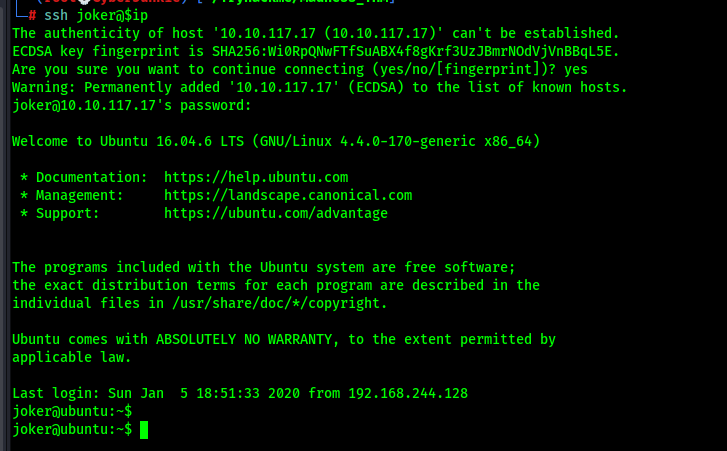 # ssh joker@$ip
The authenticity of host '10.10.117.17 (10.10.117.17)' can't be established.
ECDSA key fingerprint is SHA256:Wi0RpQNwFTfSuABX4f8gKrf3UzJBmrNOdVjVnBBqL5E.
Are you sure you want to continue connecting (yes/no/[fingerprint])? yes
Warning: Permanently added '10.10.117.17' (ECDSA) to the list of known hosts.
joker@10.10.117.17's password:
Welcome to Ubuntu 16.04.6 LTS (GNU/Linux 4.4.0-170-generic x86_64)
* Documentation:  https://help.ubuntu.com
* Management:     https://landscape.canonical.com
* Support:        https://ubuntu.com/advantage
The programs included with the Ubuntu system are free software;
the exact distribution terms for each program are described in the
individual files in /usr/share/doc/*/copyright.
Ubuntu comes with ABSOLUTELY NO WARRANTY, to the extent permitted by
applicable law.
Last login: Sun Jan  5 18:51:33 2020 from 192.168.244.128
joker@ubuntu:~$
joker@ubuntu:~$